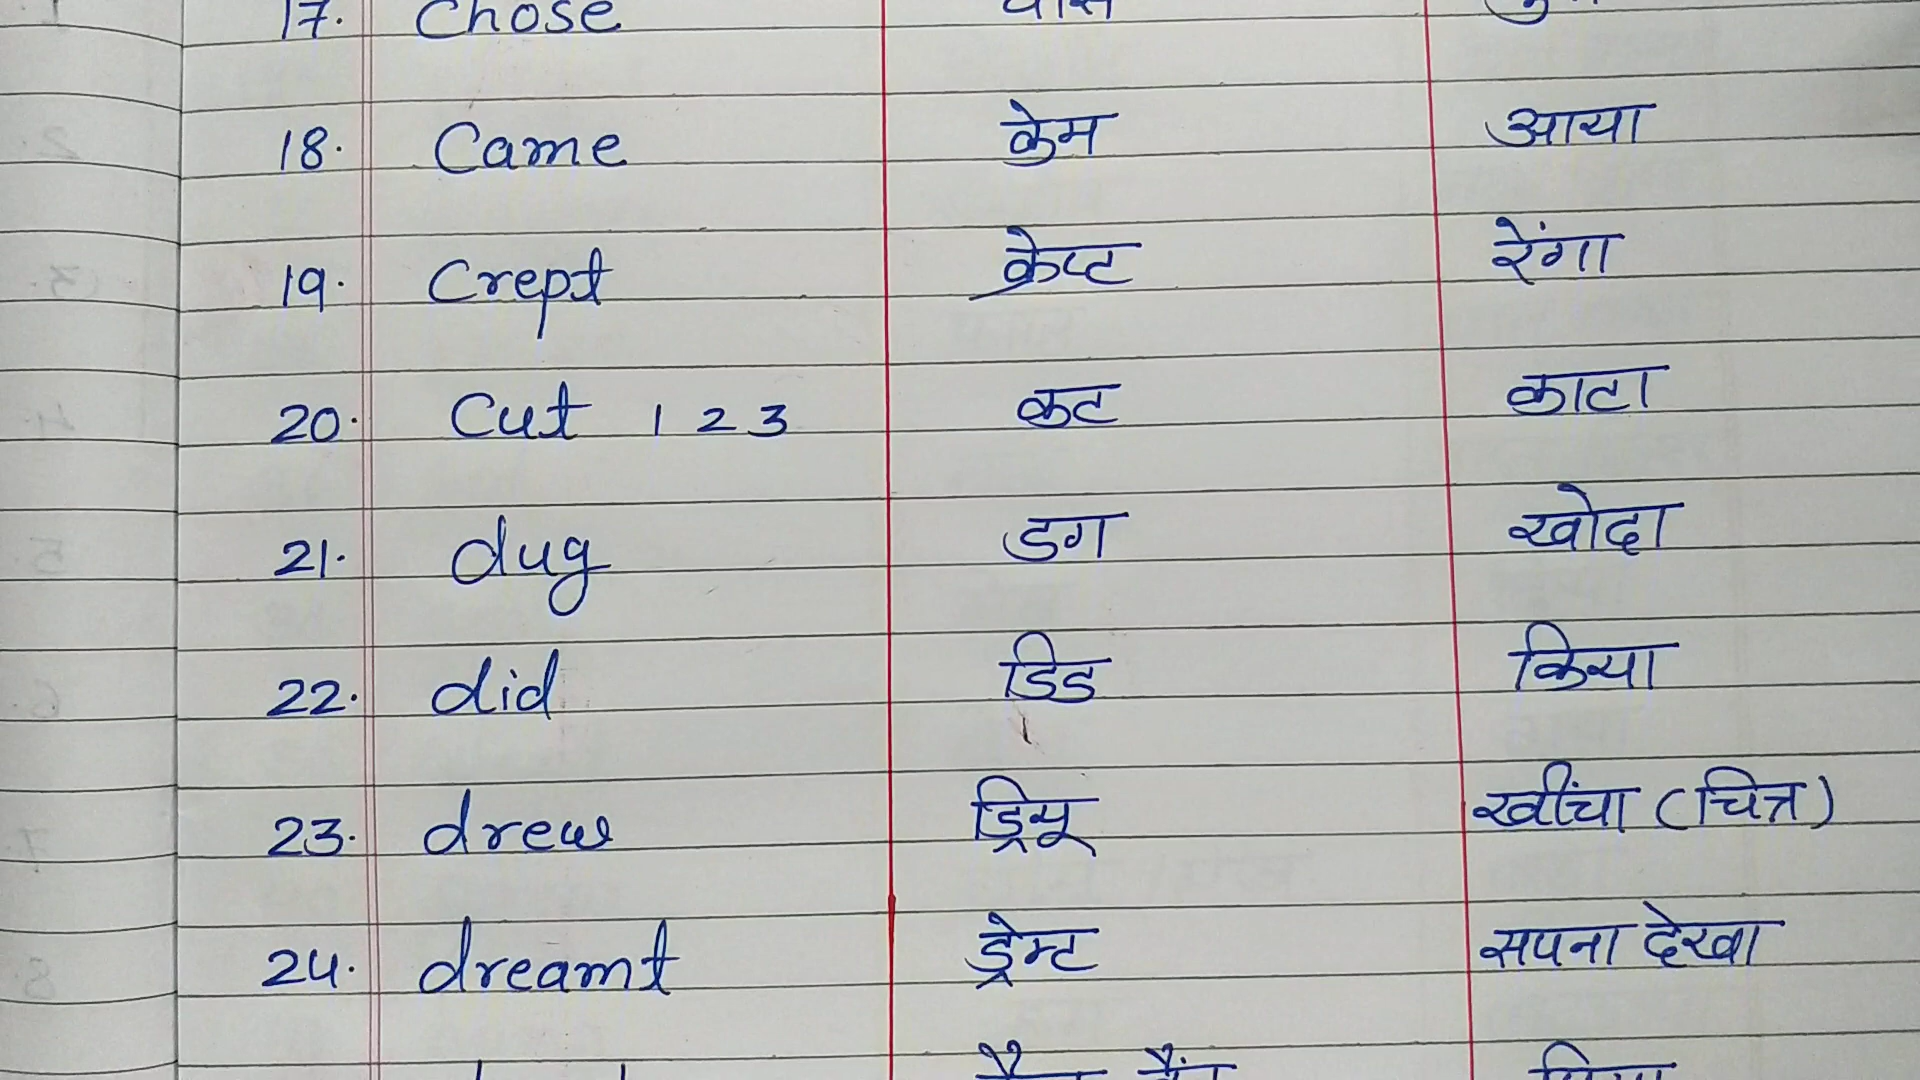 17. Chose
18. Came केम आया
19. Crept क्रेप्ट रेंगा
20. Cut 1 2 3 कट काटा
21. dug डग खोदा
22. did डिड किया
23. drew ड्रियू खींचा (चित्र)
24. dreamt ड्रेम्ट सपना देखा